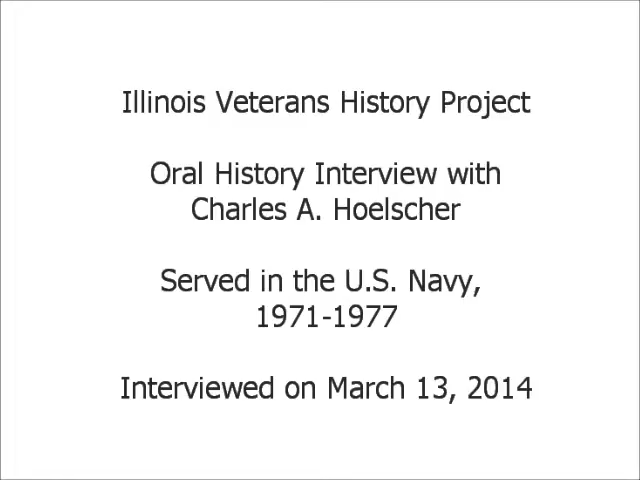 Illinois Veterans History Project
Oral History Interview with
Charles A. Hoelscher
Served in the U.S. Navy,
1971-1977
Interviewed on March 13, 2014